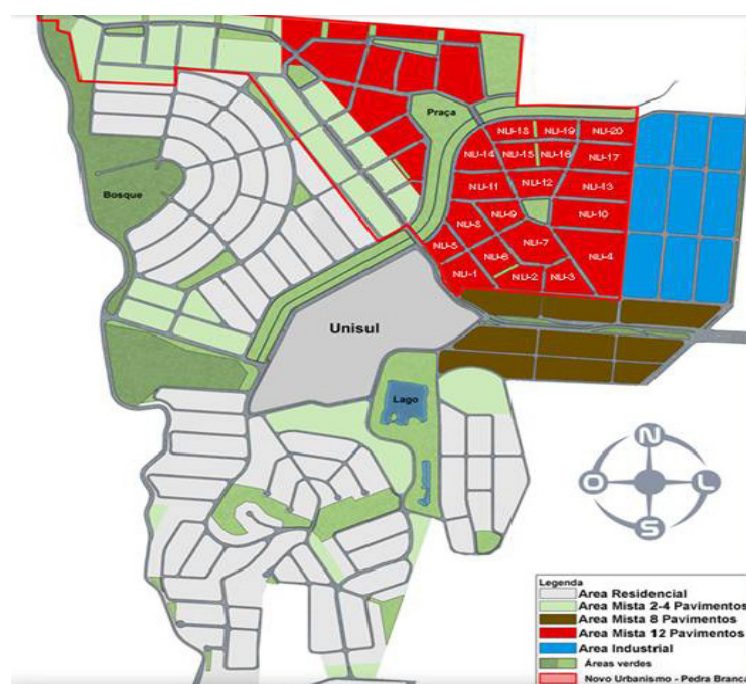 Praça
NU-18 NU-19 NU-20
NU-14 NU-15 NU-16 NU-17
NU-11 NU-12 NU-13
NU-9 NU-10
NU-8
NU-7
NU-5 NU-6 NU-4
NU-1 NU-2 NU-3
Bosque
Unisul
Lago
N
O L
S
Legenda
Area Residencial
Area Mista 2-4 Pavimentos
Area Mista 8 Pavimentos
Area Mista 12 Pavimentos
Area Industrial
Áreas verdes
Novo Urbanismo - Pedra Branca